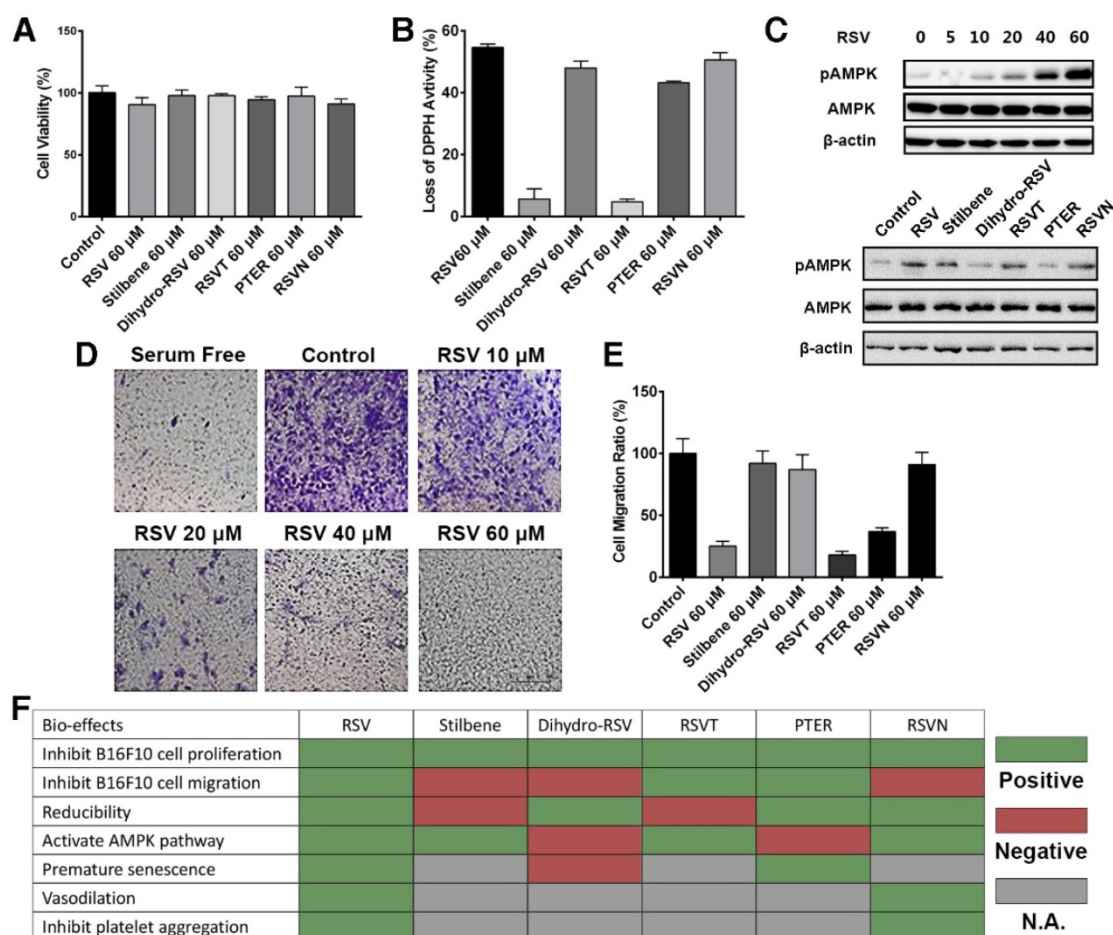 A
Cell Viability (%)
150
100
50
0
Control
RSV 60 μM
Stilbene 60 μM
Dihydro-RSV 60 μM
RSVT 60 μM
PTER 60 μM
RSVN 60 μM
B
Loss of DPPH Avtivity (%)
60
40
20
0
RSV60 μM
Stilbene 60 μM
Dihydro-RSV 60 μM
RSVT 60 μM
PTER 60 μM
RSVN 60 μM
C
RSV 0 5 10 20 40 60
pAMPK
AMPK
β-actin
Control RSV Stilbene Dihydro-RSV RSVT PTER RSVN
pAMPK
AMPK
β-actin
D
Serum Free Control RSV 10 μM
RSV 20 μM RSV 40 μM RSV 60 μM
E
Cell Migration Ratio (%)
150
100
50
0
Control
RSV 60 μM
Stilbene 60 μM
Dihydro-RSV 60 μM
RSVT 60 μM
PTER 60 μM
RSVN 60 μM
F
Bio-effects RSV Stilbene Dihydro-RSV RSVT PTER RSVN
Inhibit B16F10 cell proliferation
Inhibit B16F10 cell migration
Reducibility
Activate AMPK pathway
Premature senescence
Vasodilation
Inhibit platelet aggregation
Positive
Negative
N.A.